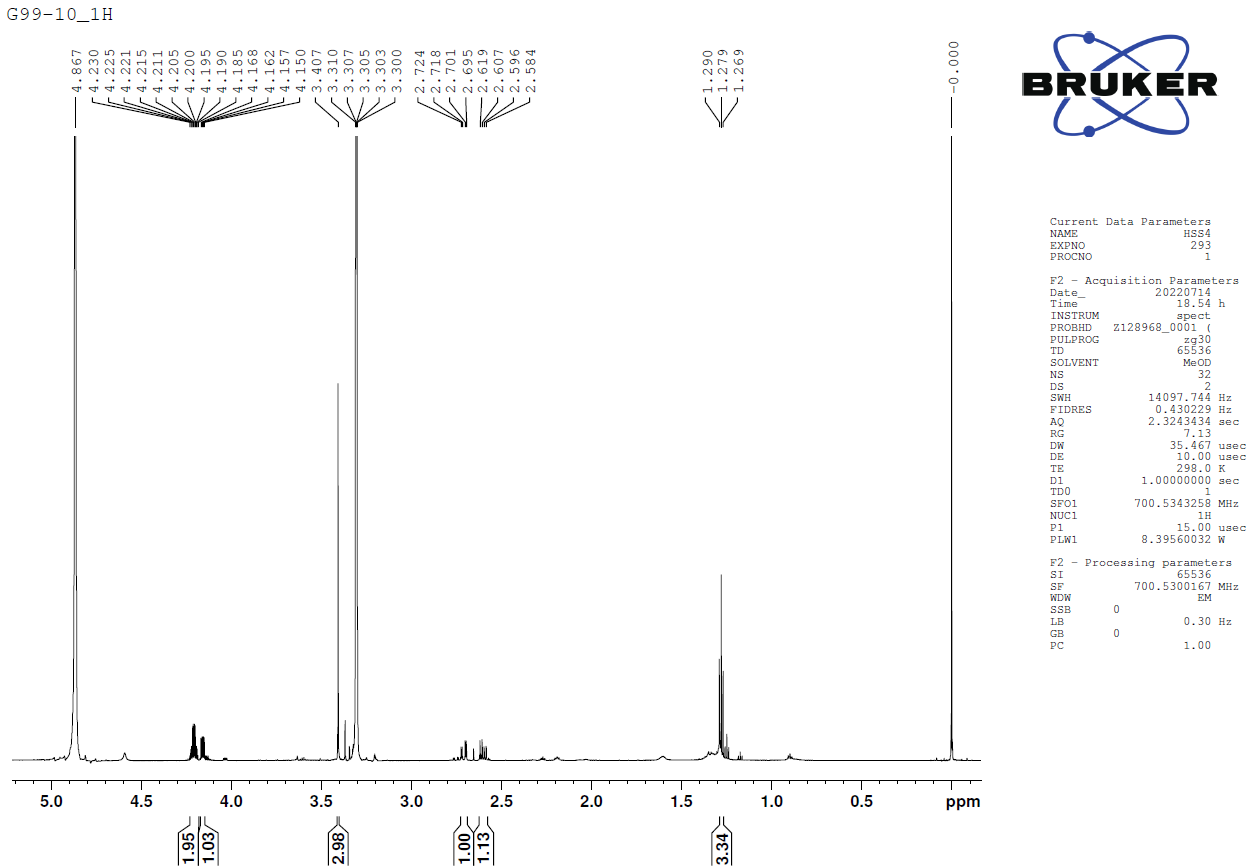 G99-10_1H
4.867
4.230
4.225
4.221
4.215
4.211
4.205
4.200
4.195
4.190
4.185
4.168
4.162
4.157
4.150
3.407
3.310
3.307
3.305
3.303
3.300
2.724
2.718
2.701
2.695
2.619
2.607
2.596
2.584
1.290
1.279
1.269
-0.000
BRUKER
Current Data Parameters
NAME HSS4
EXPNO 293
PROCNO 1
F2 - Acquisition Parameters
Date_ 20220714
Time 18.54 h
INSTRUM spect
PROBHD Z128968_0001 (
PULPROG zg30
TD 65536
SOLVENT MeOD
NS 32
DS 2
SWH 14097.744 Hz
FIDRES 0.430229 Hz
AQ 2.3243434 sec
RG 7.13
DW 35.467 usec
DE 10.00 usec
TE 298.0 K
D1 1.00000000 sec
TD0 1
SFO1 700.5343258 MHz
NUC1 1H
P1 15.00 usec
PLW1 8.39560032 W
F2 - Processing parameters
SI 65536
SF 700.5300167 MHz
WDW EM
SSB 0
LB 0.30 Hz
GB 0
PC 1.00
5.0 4.5 4.0 3.5 3.0 2.5 2.0 1.5 1.0 0.5 ppm
1.95
1.03
2.98
1.00
1.13
3.34